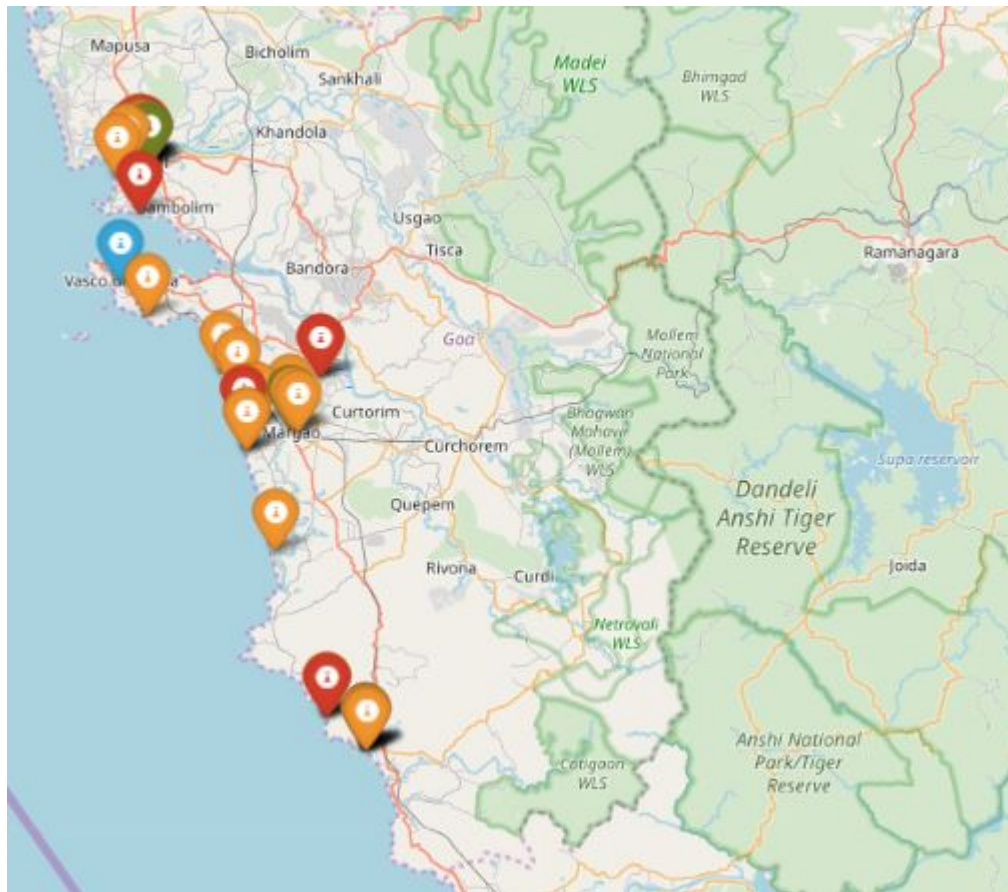 Mapusa
Bicholim
Sankhali
Madei
WLS
Bhimgad
WLS
Khandola
Usgao
Tisca
Bandora
Ramanagara
Vasco
Goa
Mollem
National
Park
Curtorim
Margao
Curchorem
Bhagwan
Mahavir
(Mollem)
WLS
Supa reservoir
Dandeli
Anshi Tiger
Reserve
Quepem
Rivona
Curdi
Joida
Netravali
WLS
Anshi National
Park/Tiger
Reserve
Cotigaon
WLS